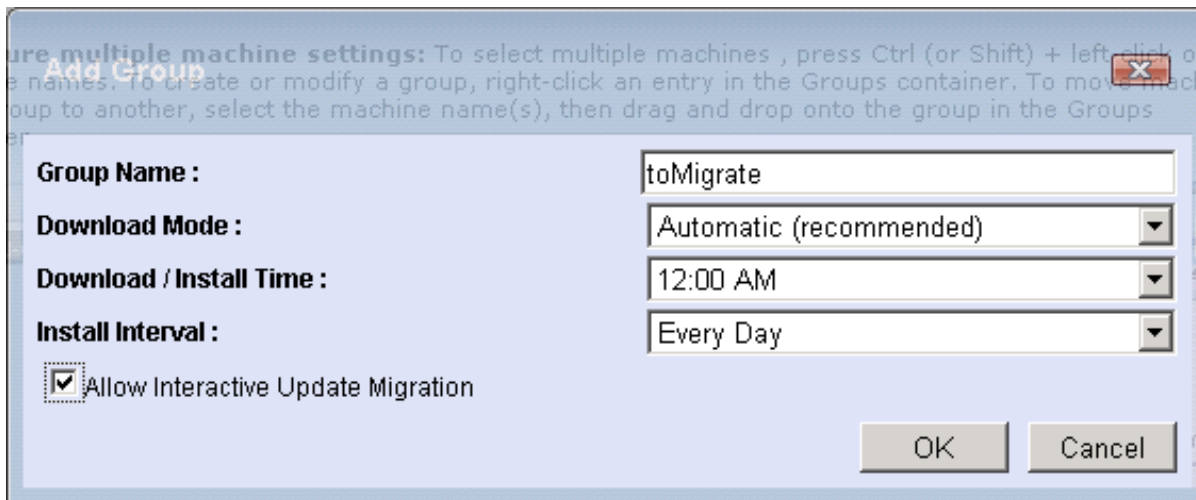 ure multiple machine settings: To select multiple machines , press Ctrl (or Shift) + left-click o
Add Group
e names. To create or modify a group, right-click an entry in the Groups container. To move mach
oup to another, select the machine name(s), then drag and drop onto the group in the Groups
er
Group Name :
toMigrate
Download Mode :
Automatic (recommended)
Download / Install Time :
12:00 AM
Install Interval :
Every Day
Allow Interactive Update Migration
OK
Cancel